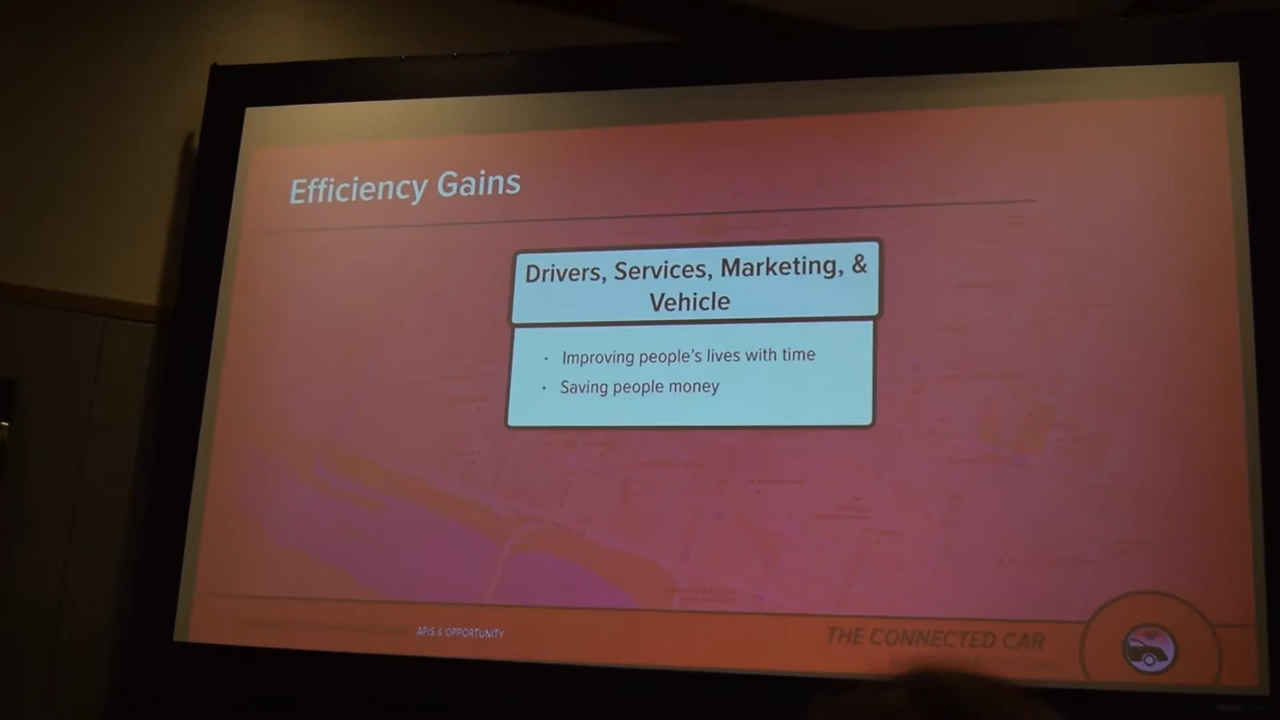 Efficiency Gains
Drivers, Services, Marketing, &
Vehicle
· Improving people's lives with time
· Saving people money
APIS & OPPORTUNITY
THE CONNECTED CAR